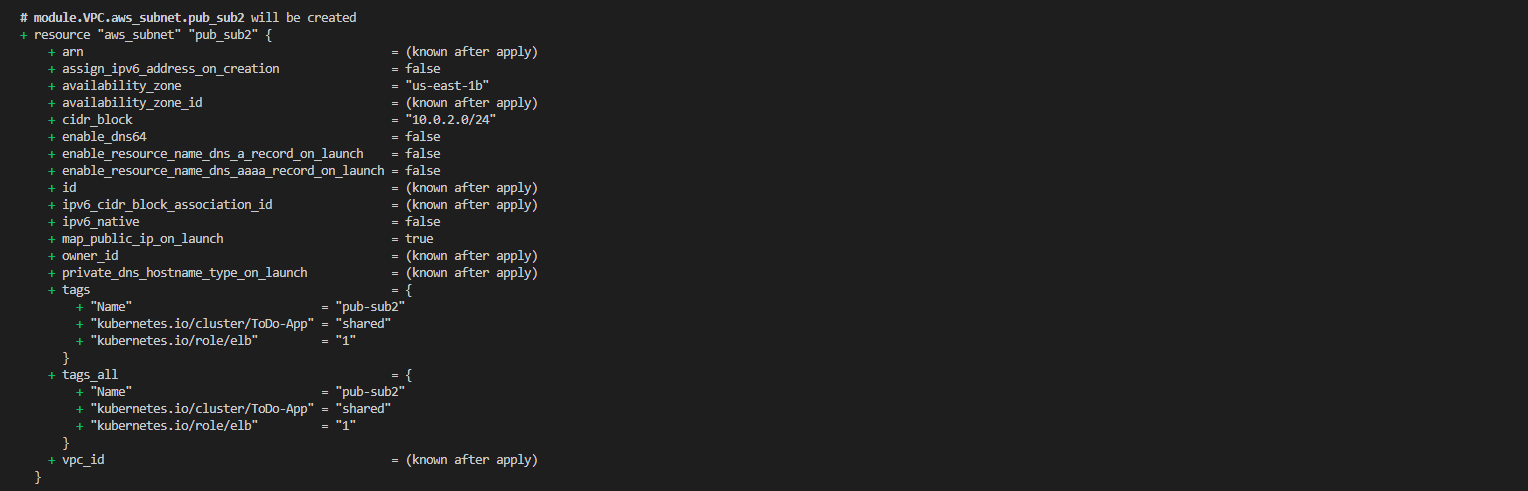 # module.VPC.aws_subnet.pub_sub2 will be created
+ resource "aws_subnet" "pub_sub2" {
    + arn                                            = (known after apply)
    + assign_ipv6_address_on_creation                = false
    + availability_zone                              = "us-east-1b"
    + availability_zone_id                           = (known after apply)
    + cidr_block                                     = "10.0.2.0/24"
    + enable_dns64                                   = false
    + enable_resource_name_dns_a_record_on_launch    = false
    + enable_resource_name_dns_aaaa_record_on_launch = false
    + id                                             = (known after apply)
    + ipv6_cidr_block_association_id                 = (known after apply)
    + ipv6_native                                    = false
    + map_public_ip_on_launch                        = true
    + owner_id                                       = (known after apply)
    + private_dns_hostname_type_on_launch            = (known after apply)
    + tags                                           = {
        + "Name"                           = "pub-sub2"
        + "kubernetes.io/cluster/ToDo-App" = "shared"
        + "kubernetes.io/role/elb"         = "1"
      }
    + tags_all                                       = {
        + "Name"                           = "pub-sub2"
        + "kubernetes.io/cluster/ToDo-App" = "shared"
        + "kubernetes.io/role/elb"         = "1"
      }
    + vpc_id                                         = (known after apply)
  }